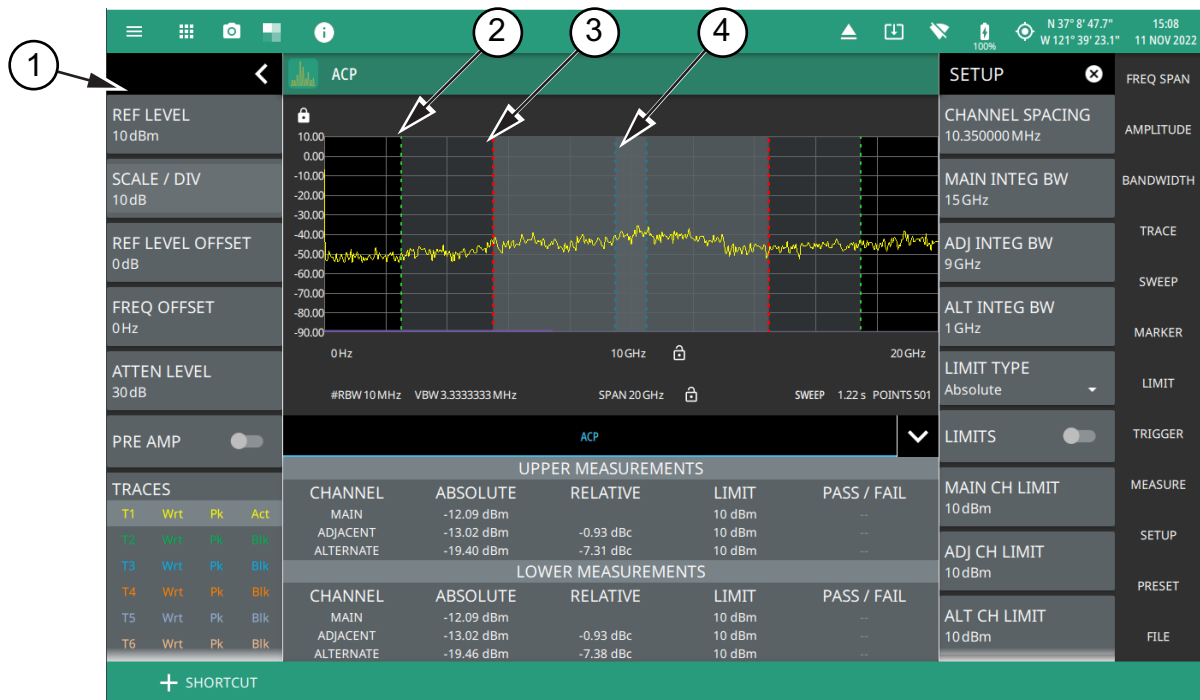 1
2
3
4
i
100%
N 37° 8' 47.7"
W 121° 39' 23.1"
15:08
11 NOV 2022
ACP
REF LEVEL
10 dBm
SCALE / DIV
10 dB
REF LEVEL OFFSET
0 dB
FREQ OFFSET
0 Hz
ATTEN LEVEL
30 dB
PRE AMP
TRACES
T1 Wrt Pk Act
T2 Wrt Pk Blk
T3 Wrt Pk Blk
T4 Wrt Pk Blk
T5 Wrt Pk Blk
T6 Wrt Pk Blk
10.00
0.00
-10.00
-20.00
-30.00
-40.00
-50.00
-60.00
-70.00
-80.00
-90.00
0 Hz 10 GHz 20 GHz
#RBW 10 MHz VBW 3.3333333 MHz SPAN 20 GHz SWEEP 1.22 s POINTS 501
ACP
UPPER MEASUREMENTS
CHANNEL ABSOLUTE RELATIVE LIMIT PASS / FAIL
MAIN -12.09 dBm 10 dBm --
ADJACENT -13.02 dBm -0.93 dBc 10 dBm --
ALTERNATE -19.40 dBm -7.31 dBc 10 dBm --
LOWER MEASUREMENTS
CHANNEL ABSOLUTE RELATIVE LIMIT PASS / FAIL
MAIN -12.09 dBm 10 dBm --
ADJACENT -13.02 dBm -0.93 dBc 10 dBm --
ALTERNATE -19.46 dBm -7.38 dBc 10 dBm --
SETUP
CHANNEL SPACING
10.350000 MHz
MAIN INTEG BW
15 GHz
ADJ INTEG BW
9 GHz
ALT INTEG BW
1 GHz
LIMIT TYPE
Absolute
LIMITS
MAIN CH LIMIT
10 dBm
ADJ CH LIMIT
10 dBm
ALT CH LIMIT
10 dBm
FREQ SPAN
AMPLITUDE
BANDWIDTH
TRACE
SWEEP
MARKER
LIMIT
TRIGGER
MEASURE
SETUP
PRESET
FILE
+ SHORTCUT